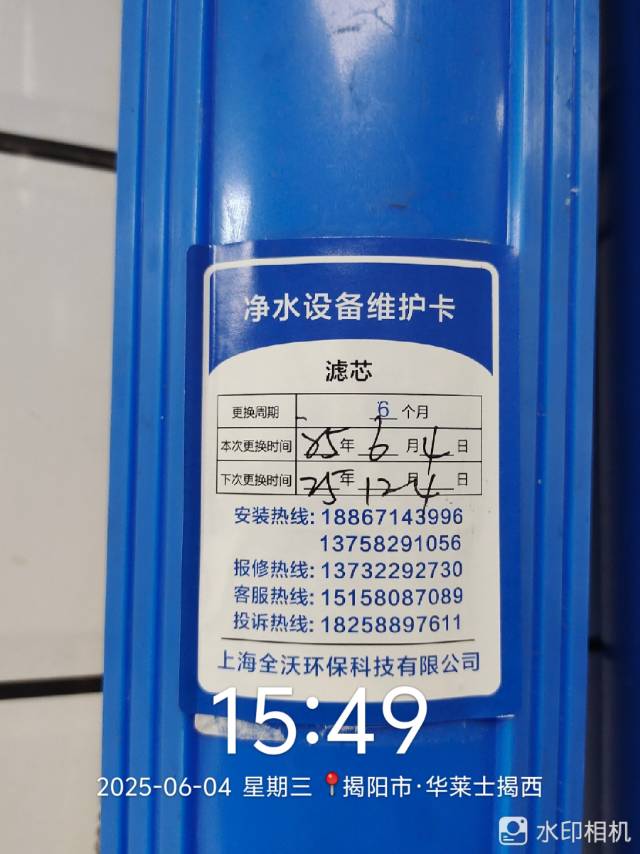 净水设备维护卡
滤芯
更换周期 6 个月
本次更换时间 25年 6 月 4 日
下次更换时间 25年 12 月 4 日
安装热线: 18867143996
13758291056
报修热线: 13732292730
客服热线: 15158087089
投诉热线: 18258897611
上海全沃环保科技有限公司
15:49
2025-06-04 星期三 揭阳市·华莱士揭西
水印相机